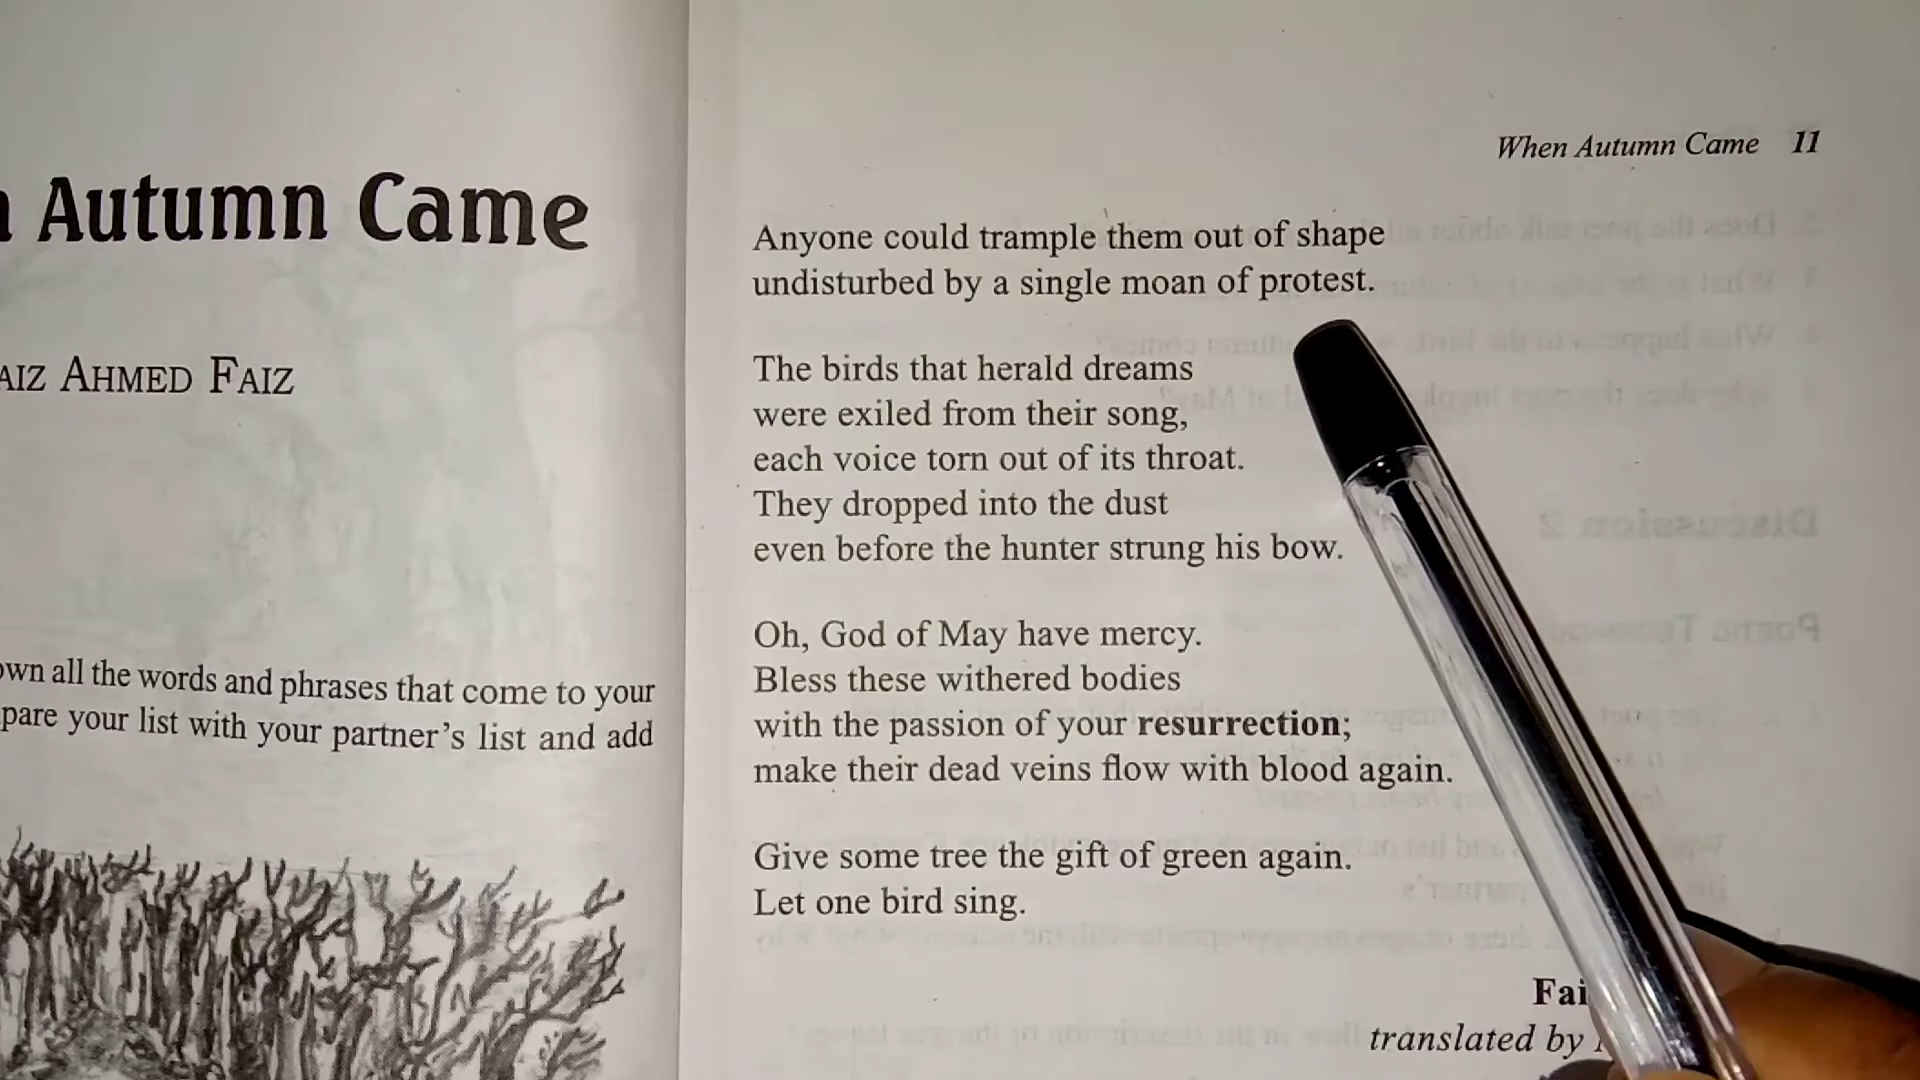 Autumn Came
AHMED FAIZ
all the words and phrases that come to your
your list with your partner's list and add
When Autumn Came 11
Anyone could trample them out of shape
undisturbed by a single moan of protest.
The birds that herald dreams
were exiled from their song,
each voice torn out of its throat.
They dropped into the dust
even before the hunter strung his bow.
Oh, God of May have mercy.
Bless these withered bodies
with the passion of your resurrection;
make their dead veins flow with blood again.
Give some tree the gift of green again.
Let one bird sing.
translated by